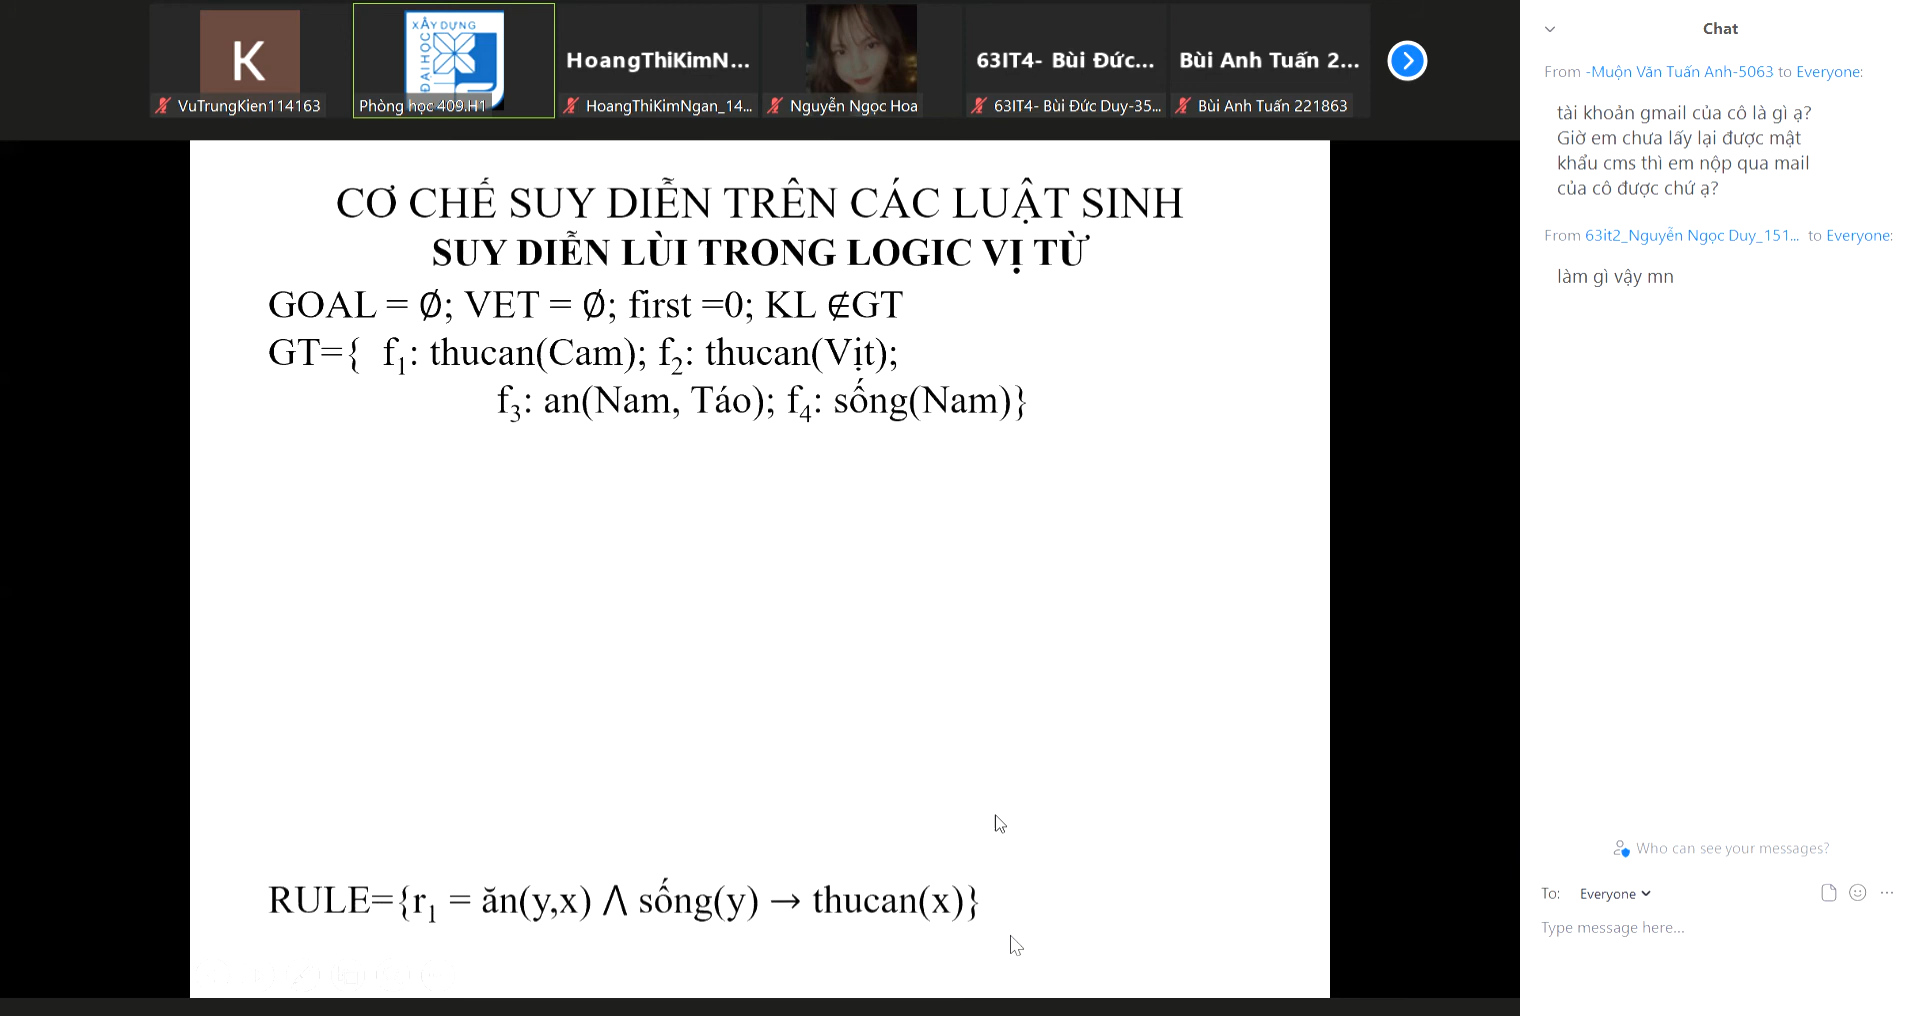 K
XÂY DỰNG
ĐẠI HỌC
HoangThiKimN...
63IT4- Bùi Đức...
Bùi Anh Tuấn 2...
VuTrungKien114163
Phòng học 409.H1
HoangThiKimNgan_14...
Nguyễn Ngọc Hoa
63IT4- Bùi Đức Duy-35...
Bùi Anh Tuấn 221863
CƠ CHẾ SUY DIỄN TRÊN CÁC LUẬT SINH
SUY DIỄN LÙI TRONG LOGIC VỊ TỪ
GOAL = ∅; VET = ∅; first =0; KL ∉GT
GT={ f₁: thucan(Cam); f₂: thucan(Vịt);
f₃: an(Nam, Táo); f₄: sống(Nam)}
RULE={r₁ = ăn(y,x) ⋀ sống(y) → thucan(x)}
Chat
From -Muộn Văn Tuấn Anh-5063 to Everyone:
tài khoản gmail của cô là gì ạ?
Giờ em chưa lấy lại được mật
khẩu cms thì em nộp qua mail
của cô được chứ ạ?
From 63it2_Nguyễn Ngọc Duy_151... to Everyone:
làm gì vậy mn
Who can see your messages?
To: Everyone
Type message here...